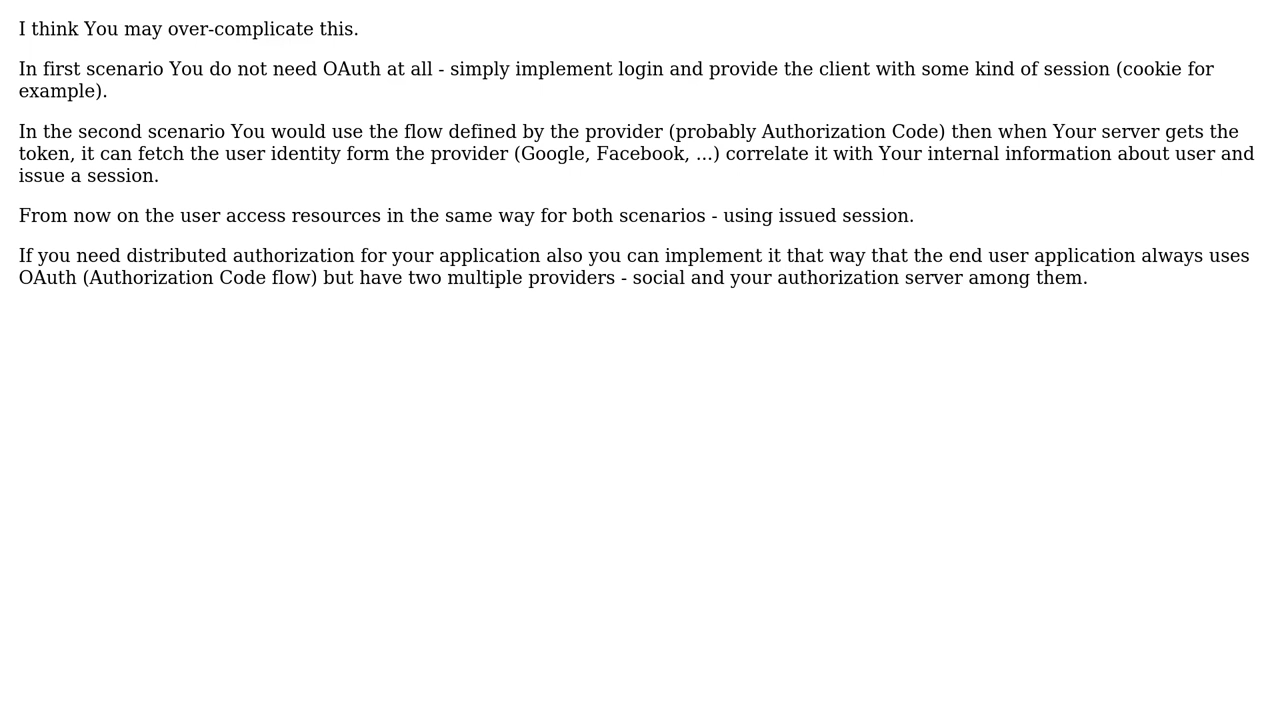 I think You may over-complicate this.
In first scenario You do not need OAuth at all - simply implement login and provide the client with some kind of session (cookie for
example).
In the second scenario You would use the flow defined by the provider (probably Authorization Code) then when Your server gets the
token, it can fetch the user identity form the provider (Google, Facebook, ...) correlate it with Your internal information about user and
issue a session.
From now on the user access resources in the same way for both scenarios - using issued session.
If you need distributed authorization for your application also you can implement it that way that the end user application always uses
OAuth (Authorization Code flow) but have two multiple providers - social and your authorization server among them.